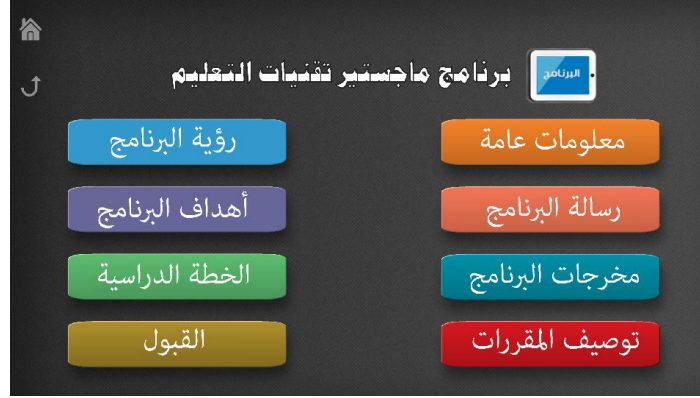 برنامج ماجستير تقنيات التعليم
البرنامج
معلومات عامة
رؤية البرنامج
رسالة البرنامج
أهداف البرنامج
مخرجات البرنامج
الخطة الدراسية
توصيف المقررات
القبول